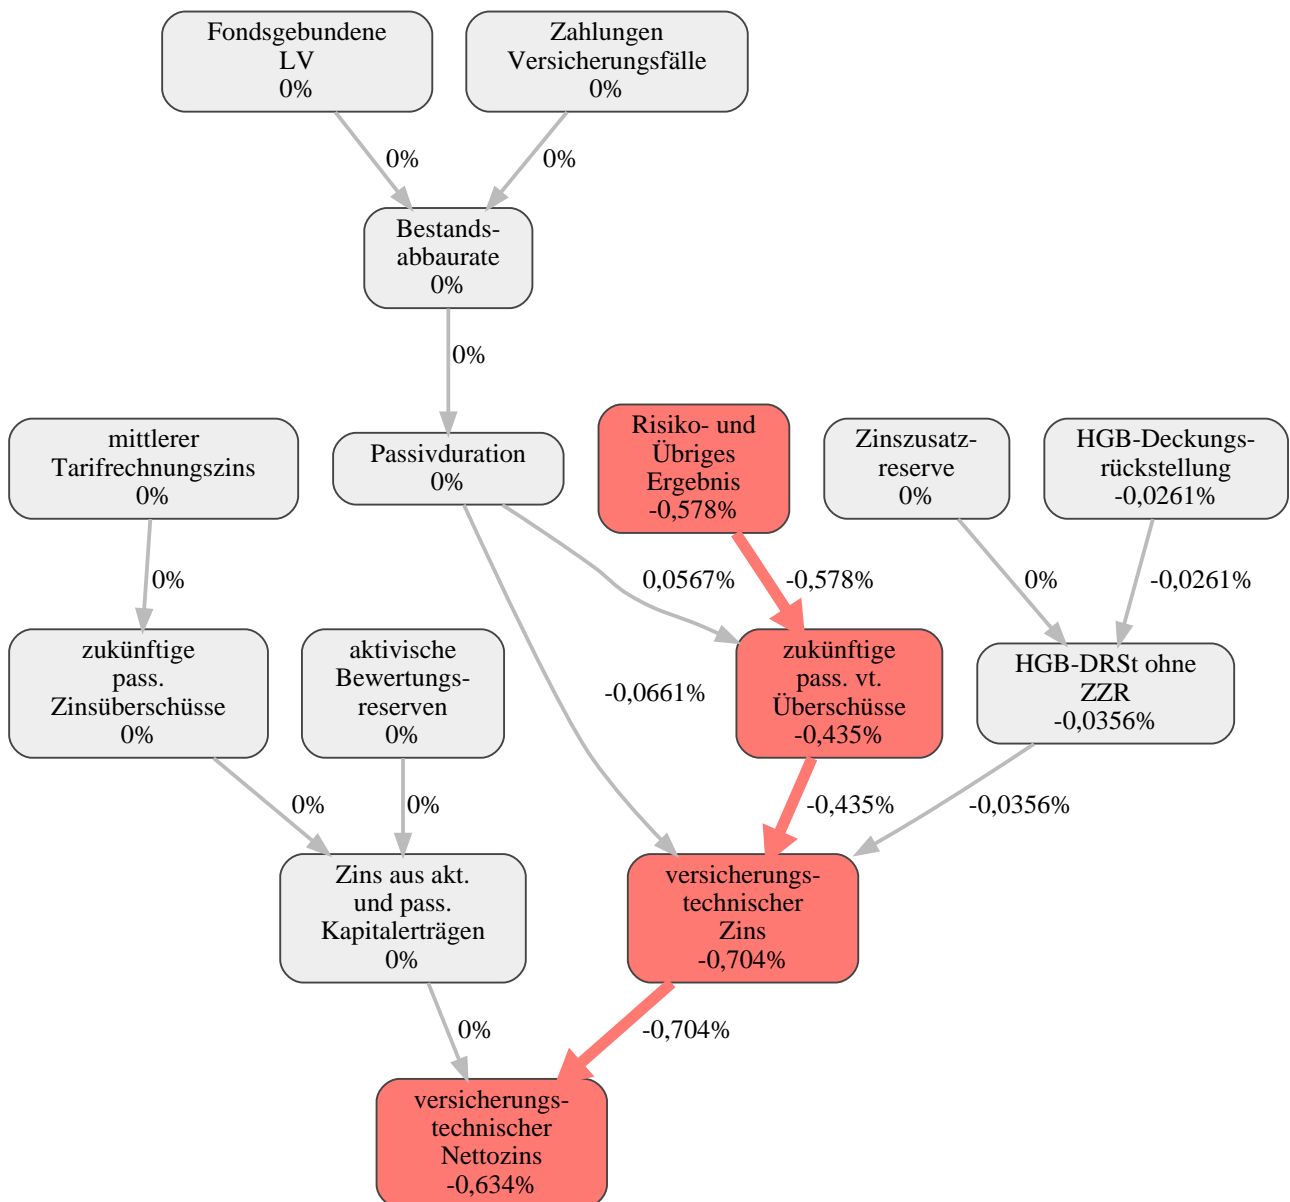 Fondsgebundene
LV
0%
Zahlungen
Versicherungsfälle
0%
0%
0%
Bestands-
abbaurate
0%
0%
mittlerer
Tarifrechnungszins
0%
Passivduration
0%
Risiko- und
Übriges
Ergebnis
-0,578%
Zinszusatz-
reserve
0%
HGB-Deckungs-
rückstellung
-0,0261%
0%
0,0567%
-0,578%
0%
-0,0261%
zukünftige
pass.
Zinsüberschüsse
0%
aktivische
Bewertungs-
reserven
0%
-0,0661%
zukünftige
pass. vt.
Überschüsse
-0,435%
HGB-DRSt ohne
ZZR
-0,0356%
0%
0%
-0,435%
-0,0356%
Zins aus akt.
und pass.
Kapitalerträgen
0%
versicherungs-
technischer
Zins
-0,704%
0%
-0,704%
versicherungs-
technischer
Nettozins
-0,634%